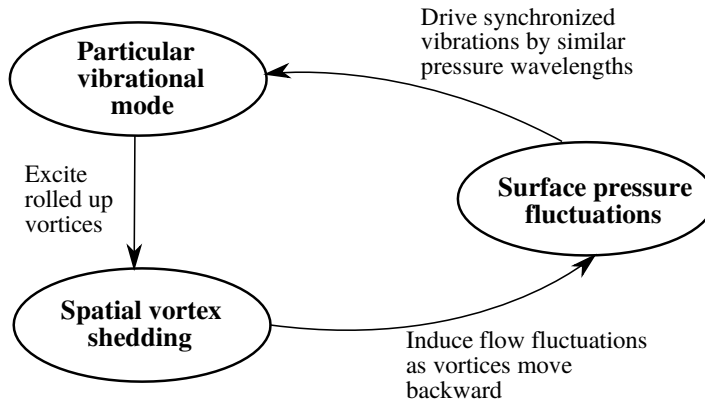 Particular
vibrational
mode
Drive synchronized
vibrations by similar
pressure wavelengths
Excite
rolled up
vortices
Surface pressure
fluctuations
Spatial vortex
shedding
Induce flow fluctuations
as vortices move
backward